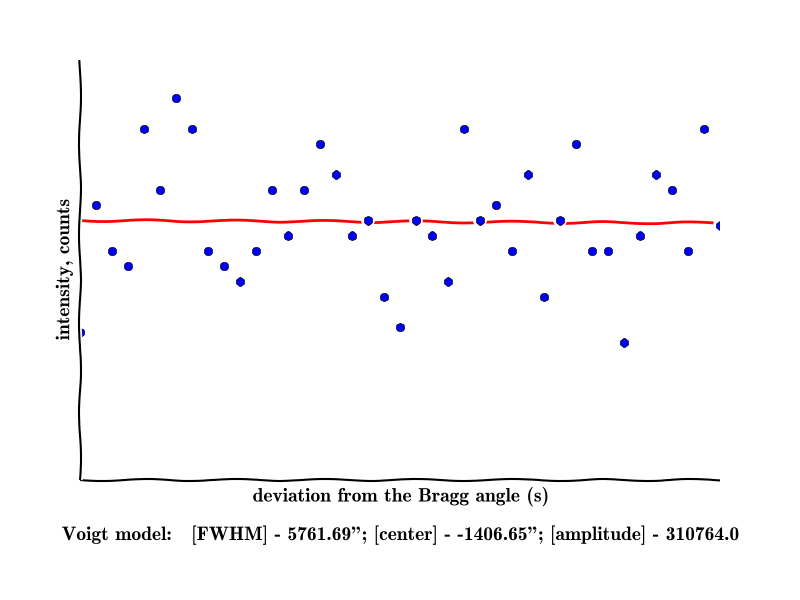 intensity, counts
deviation from the Bragg angle (s)
Voigt model: [FWHM] - 5761.69”; [center] - -1406.65”; [amplitude] - 310764.0